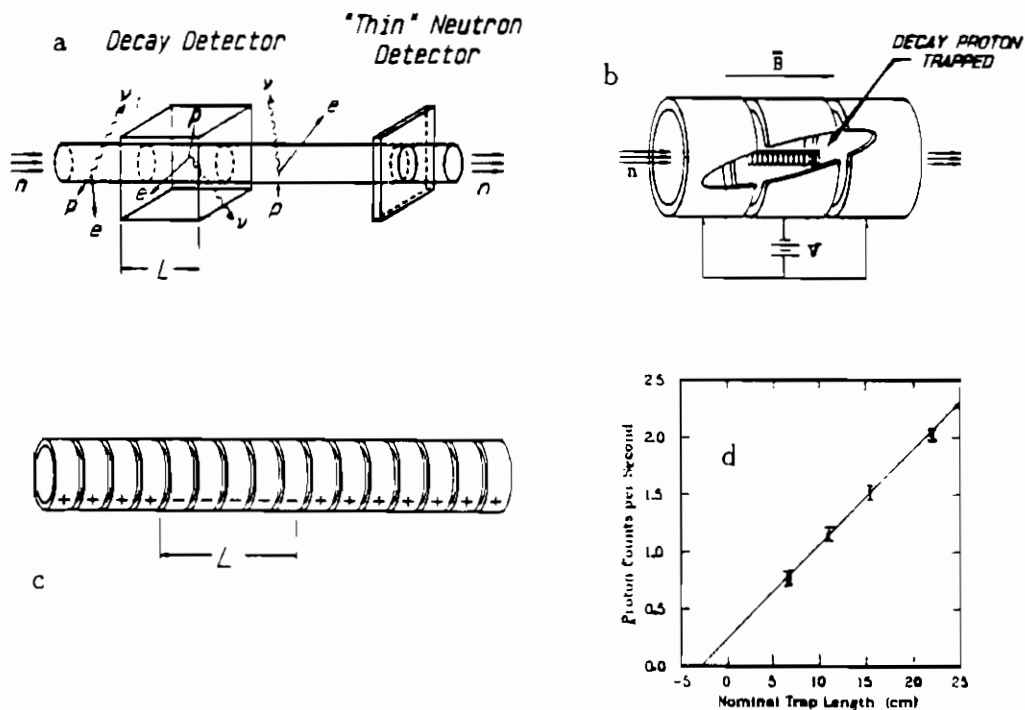 a
Decay Detector
"Thin" Neutron
Detector
ν
p
n
e
p
e
ν
e
ν
p
n
L
b
B
DECAY PROTON
TRAPPED
n
V
+ + + + - - - - - + + + + + + +
L
c
d
Proton Counts per Second
2.5
2.0
1.5
1.0
0.5
0.0
-5 0 5 10 15 20 25
Nominal Trap Length (cm)